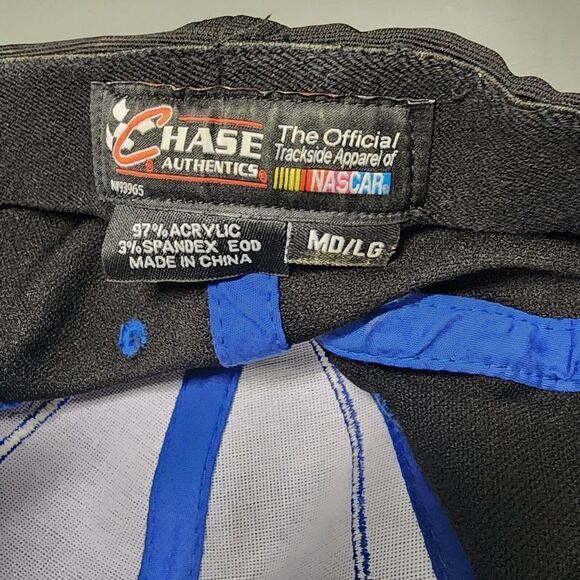 CHASE
AUTHENTICS®
The Official
Trackside Apparel of
NASCAR®
97% ACRYLIC
3% SPANDEX EOD
MADE IN CHINA
MD/LG